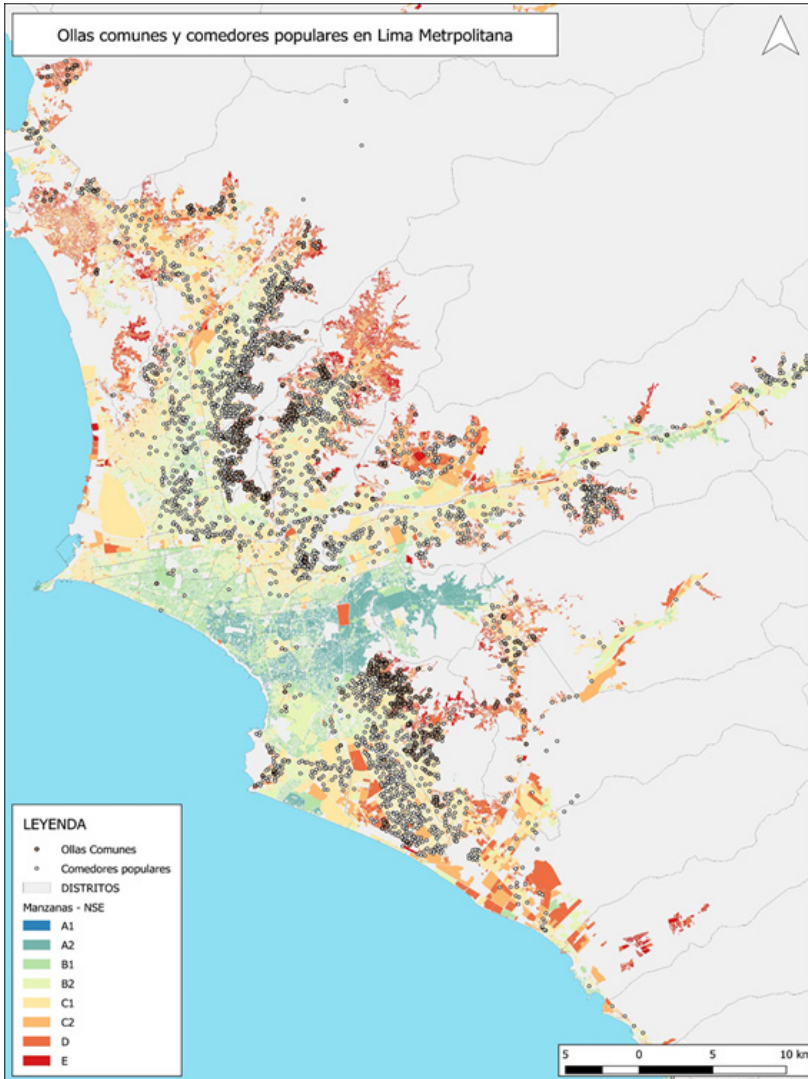 Ollas comunes y comedores populares en Lima Metrpolitana
LEYENDA
Ollas Comunes
Comedores populares
DISTRITOS
Manzanas - NSE
A1
A2
B1
B2
C1
C2
D
E
5 0 5 10 km